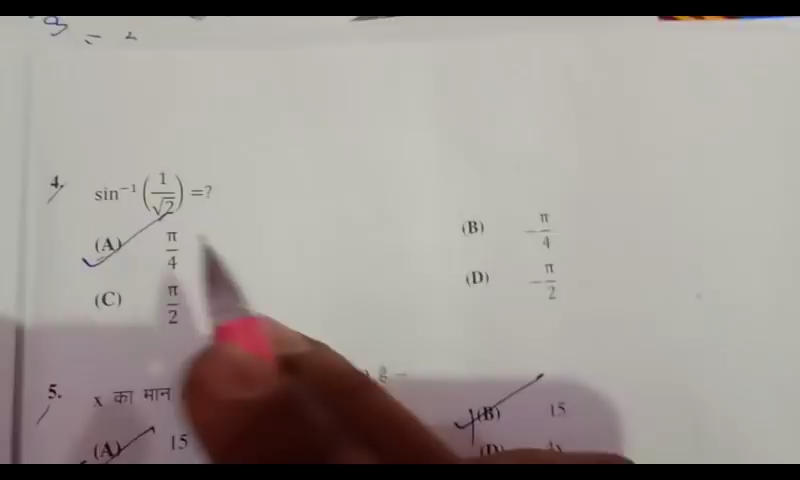 4. sin⁻¹(1/√2) =?
(A) π/4 (B) -π/4
(C) π/2 (D) -π/2
5. x का मान
(A) 15 (B) 15
(D)